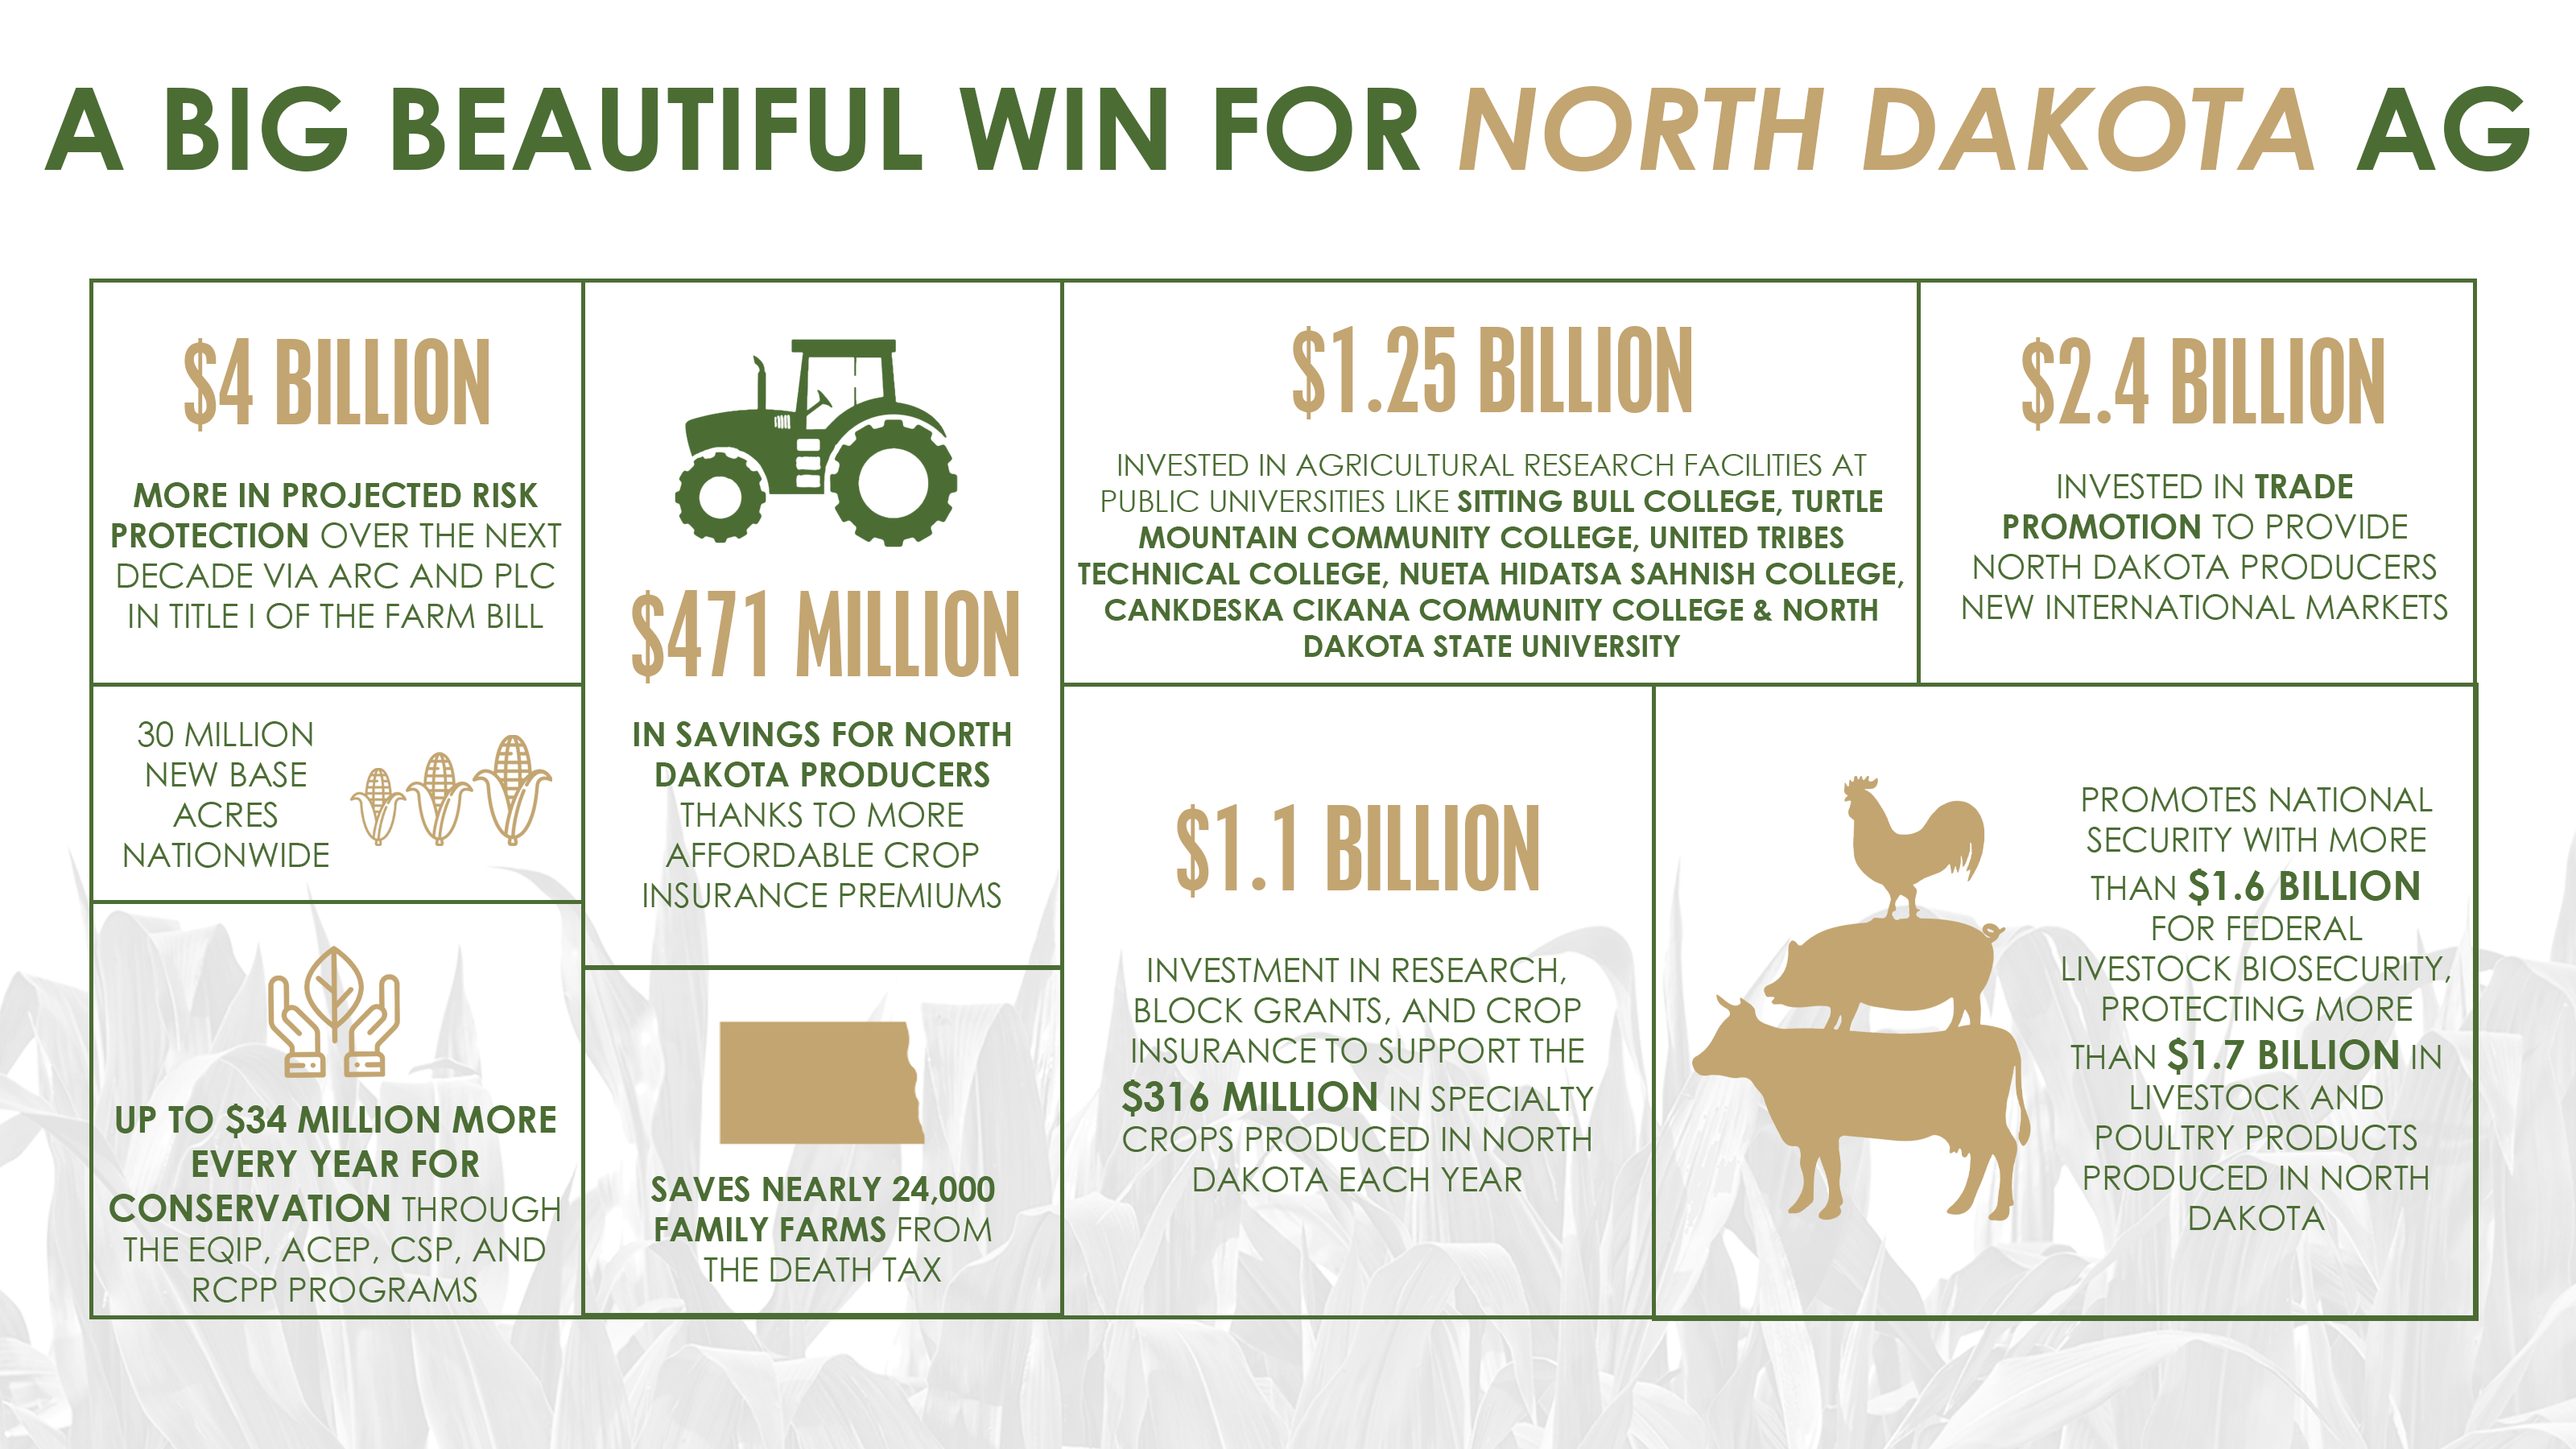 A BIG BEAUTIFUL WIN FOR NORTH DAKOTA AG
$4 BILLION
MORE IN PROJECTED RISK
PROTECTION OVER THE NEXT
DECADE VIA ARC AND PLC
IN TITLE I OF THE FARM BILL
30 MILLION
NEW BASE
ACRES
NATIONWIDE
UP TO $34 MILLION MORE
EVERY YEAR FOR
CONSERVATION THROUGH
THE EQIP, ACEP, CSP, AND
RCPP PROGRAMS
$471 MILLION
IN SAVINGS FOR NORTH
DAKOTA PRODUCERS
THANKS TO MORE
AFFORDABLE CROP
INSURANCE PREMIUMS
SAVES NEARLY 24,000
FAMILY FARMS FROM
THE DEATH TAX
$1.25 BILLION
INVESTED IN AGRICULTURAL RESEARCH FACILITIES AT
PUBLIC UNIVERSITIES LIKE SITTING BULL COLLEGE, TURTLE
MOUNTAIN COMMUNITY COLLEGE, UNITED TRIBES
TECHNICAL COLLEGE, NUETA HIDATSA SAHNISH COLLEGE,
CANKDESKA CIKANA COMMUNITY COLLEGE & NORTH
DAKOTA STATE UNIVERSITY
$2.4 BILLION
INVESTED IN TRADE
PROMOTION TO PROVIDE
NORTH DAKOTA PRODUCERS
NEW INTERNATIONAL MARKETS
$1.1 BILLION
INVESTMENT IN RESEARCH,
BLOCK GRANTS, AND CROP
INSURANCE TO SUPPORT THE
$316 MILLION IN SPECIALTY
CROPS PRODUCED IN NORTH
DAKOTA EACH YEAR
PROMOTES NATIONAL
SECURITY WITH MORE
THAN $1.6 BILLION
FOR FEDERAL
LIVESTOCK BIOSECURITY,
PROTECTING MORE
THAN $1.7 BILLION IN
LIVESTOCK AND
POULTRY PRODUCTS
PRODUCED IN NORTH
DAKOTA